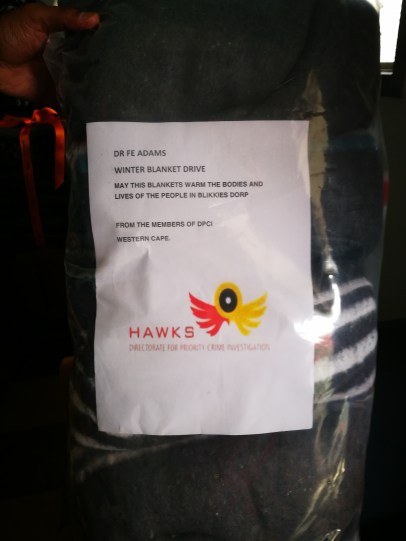 DR FE ADAMS
WINTER BLANKET DRIVE
MAY THIS BLANKETS WARM THE BODIES AND
LIVES OF THE PEOPLE IN BLIKKIES DORP
FROM THE MEMBERS OF DPCI
WESTERN CAPE.
HAWKS
DIRECTORATE FOR PRIORITY CRIME INVESTIGATION